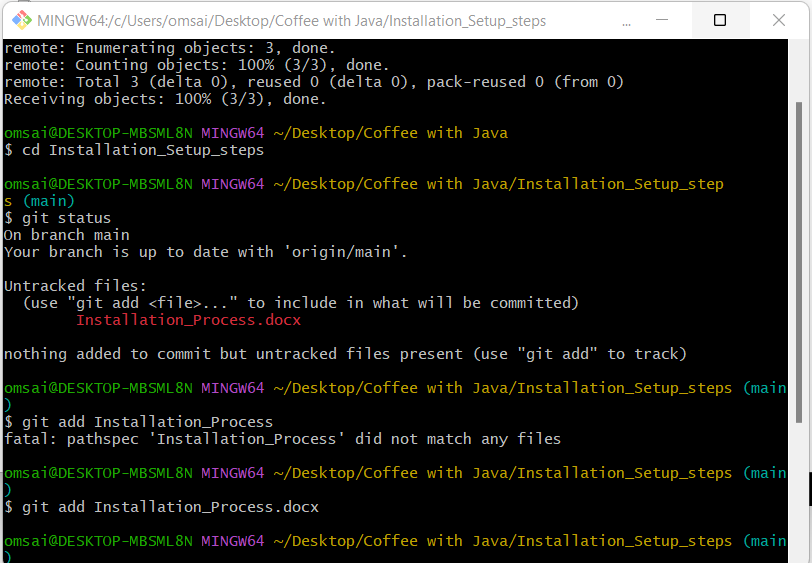 MINGW64:/c/Users/omsai/Desktop/Coffee with Java/Installation_Setup_steps ...
remote: Enumerating objects: 3, done.
remote: Counting objects: 100% (3/3), done.
remote: Total 3 (delta 0), reused 0 (delta 0), pack-reused 0 (from 0)
Receiving objects: 100% (3/3), done.
omsai@DESKTOP-MBSML8N MINGW64 ~/Desktop/Coffee with Java
$ cd Installation_Setup_steps
omsai@DESKTOP-MBSML8N MINGW64 ~/Desktop/Coffee with Java/Installation_Setup_step
s (main)
$ git status
On branch main
Your branch is up to date with 'origin/main'.
Untracked files:
(use "git add <file>..." to include in what will be committed)
Installation_Process.docx
nothing added to commit but untracked files present (use "git add" to track)
omsai@DESKTOP-MBSML8N MINGW64 ~/Desktop/Coffee with Java/Installation_Setup_steps (main
)
$ git add Installation_Process
fatal: pathspec 'Installation_Process' did not match any files
omsai@DESKTOP-MBSML8N MINGW64 ~/Desktop/Coffee with Java/Installation_Setup_steps (main
)
$ git add Installation_Process.docx
omsai@DESKTOP-MBSML8N MINGW64 ~/Desktop/Coffee with Java/Installation_Setup_steps (main
)